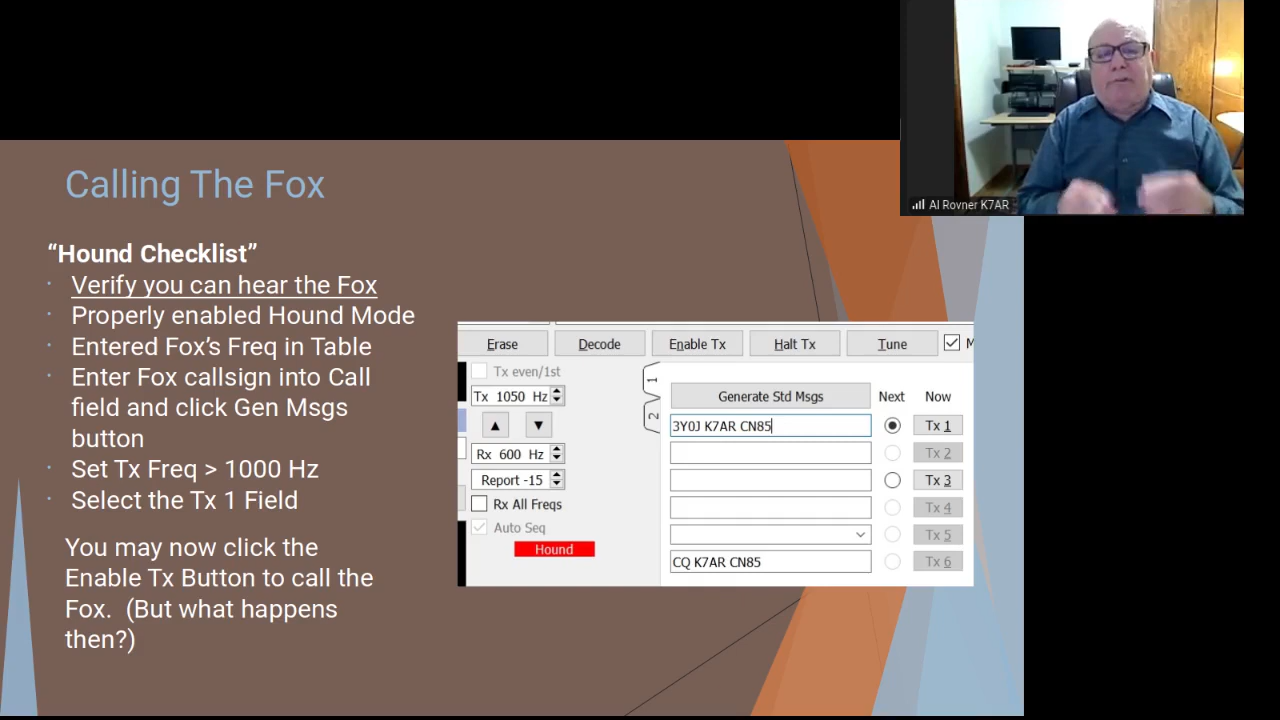 Al Rovner K7AR
Calling The Fox
“Hound Checklist”
Verify you can hear the Fox
Properly enabled Hound Mode
Entered Fox’s Freq in Table
Enter Fox callsign into Call
field and click Gen Msgs
button
Set Tx Freq > 1000 Hz
Select the Tx 1 Field
You may now click the
Enable Tx Button to call the
Fox.  (But what happens
then?)
Erase Decode Enable Tx Halt Tx Tune M
Tx even/1st
Tx 1050 Hz
Rx 600 Hz
Report -15
Rx All Freqs
Auto Seq
Hound
1
2
Generate Std Msgs Next Now
3Y0J K7AR CN85 Tx 1
Tx 2
Tx 3
Tx 4
Tx 5
CQ K7AR CN85 Tx 6